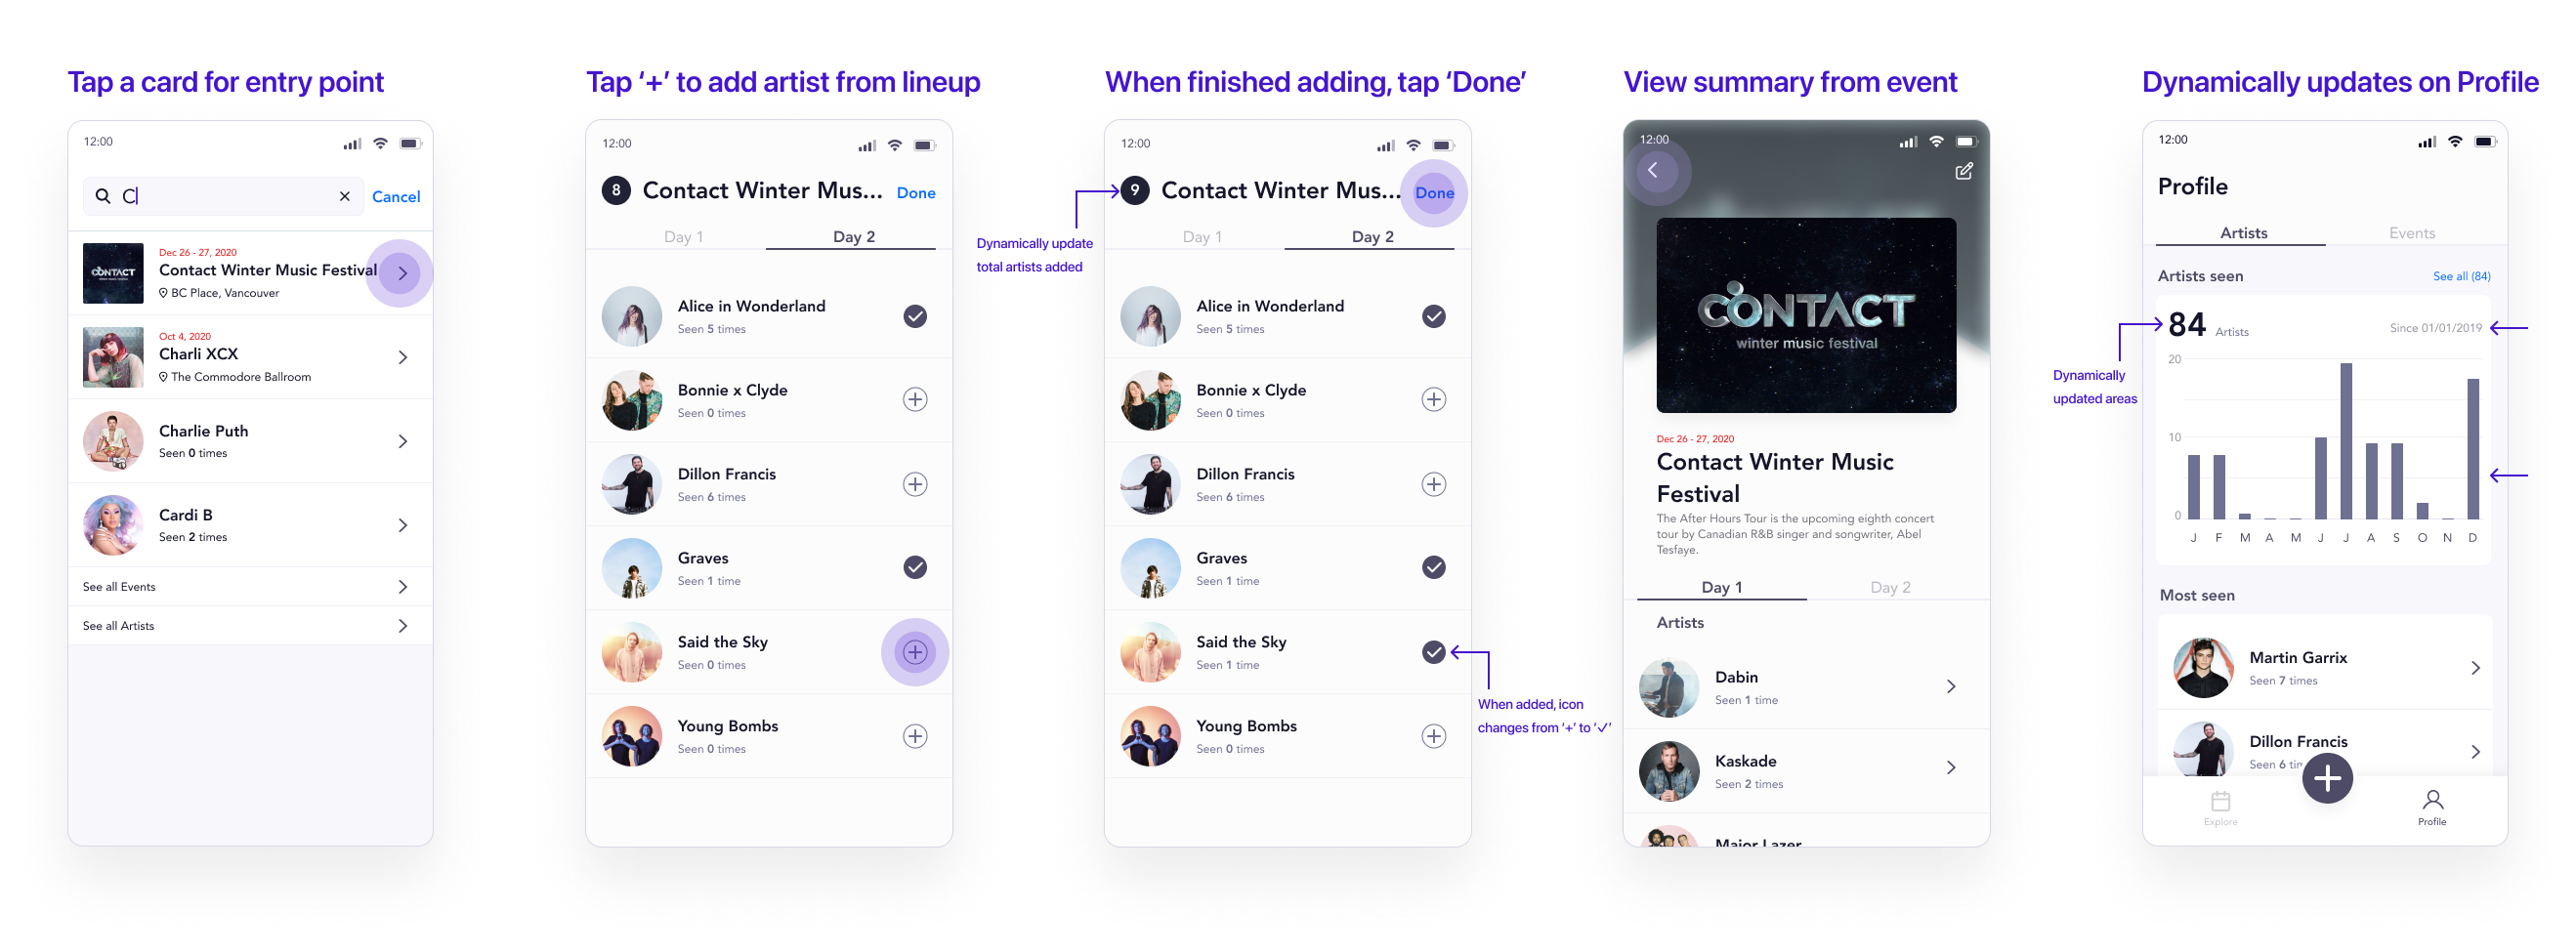 Tap a card for entry point
12:00
C
Cancel
CONTACT
Dec 26 - 27, 2020
Contact Winter Music Festival
BC Place, Vancouver
Oct 4, 2020
Charli XCX
The Commodore Ballroom
Charlie Puth
Seen 0 times
Cardi B
Seen 2 times
See all Events
See all Artists
Tap ‘+’ to add artist from lineup
12:00
8 Contact Winter Mus... Done
Day 1 Day 2
Alice in Wonderland
Seen 5 times
Bonnie x Clyde
Seen 0 times
Dillon Francis
Seen 6 times
Graves
Seen 1 time
Said the Sky
Seen 0 times
Young Bombs
Seen 0 times
When finished adding, tap ‘Done’
12:00
9 Contact Winter Mus... Done
Dynamically update
total artists added
Day 1 Day 2
Alice in Wonderland
Seen 5 times
Bonnie x Clyde
Seen 0 times
Dillon Francis
Seen 6 times
Graves
Seen 1 time
Said the Sky
Seen 1 time
When added, icon
changes from ‘+’ to ‘✓’
Young Bombs
Seen 0 times
View summary from event
12:00
CONTACT
winter music festival
Dec 26 - 27, 2020
Contact Winter Music
Festival
The After Hours Tour is the upcoming eighth concert
tour by Canadian R&B singer and songwriter, Abel
Tesfaye.
Day 1 Day 2
Artists
Dabin
Seen 1 time
Kaskade
Seen 2 times
Major Lazer
Dynamically updates on Profile
12:00
Profile
Artists Events
Artists seen See all (84)
84 Artists Since 01/01/2019
Dynamically
updated areas
20
10
0
J F M A M J J A S O N D
Most seen
Martin Garrix
Seen 7 times
Dillon Francis
Seen 6 tim
Explore
Profile